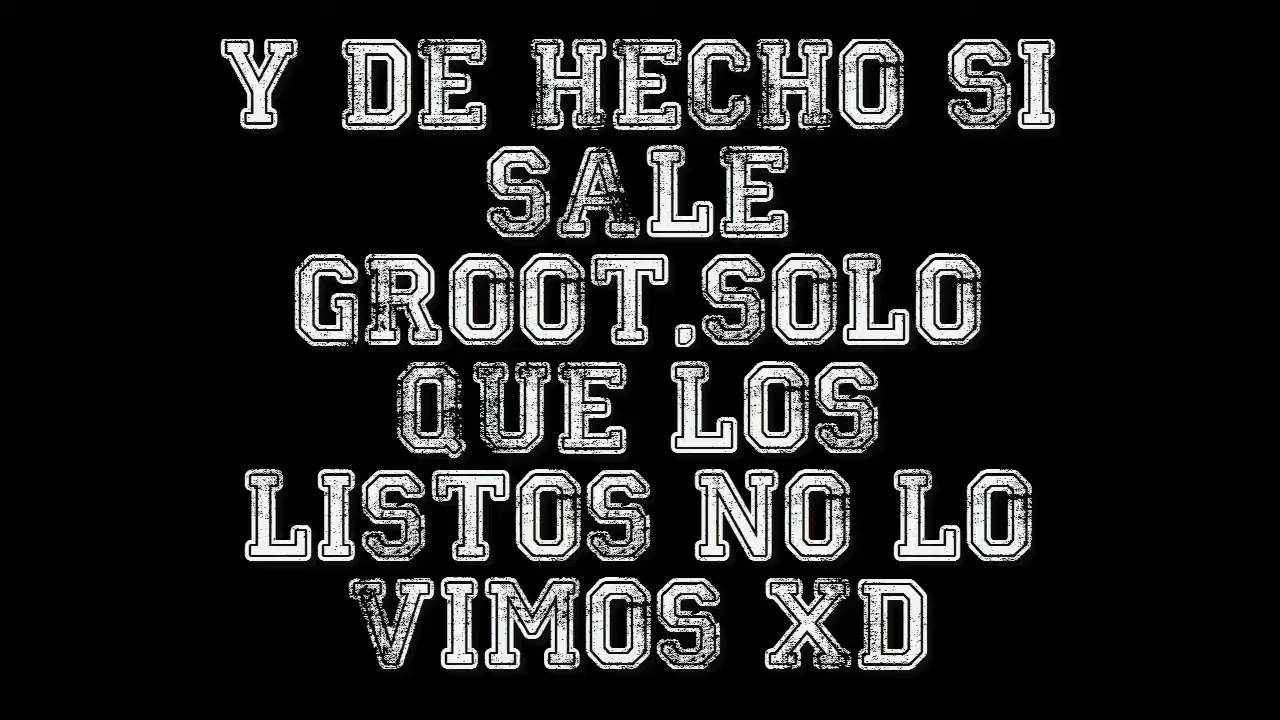 Y DE HECHO SI
SALE
GROOT.SOLO
QUE LOS
LISTOS NO LO
VIMOS XD